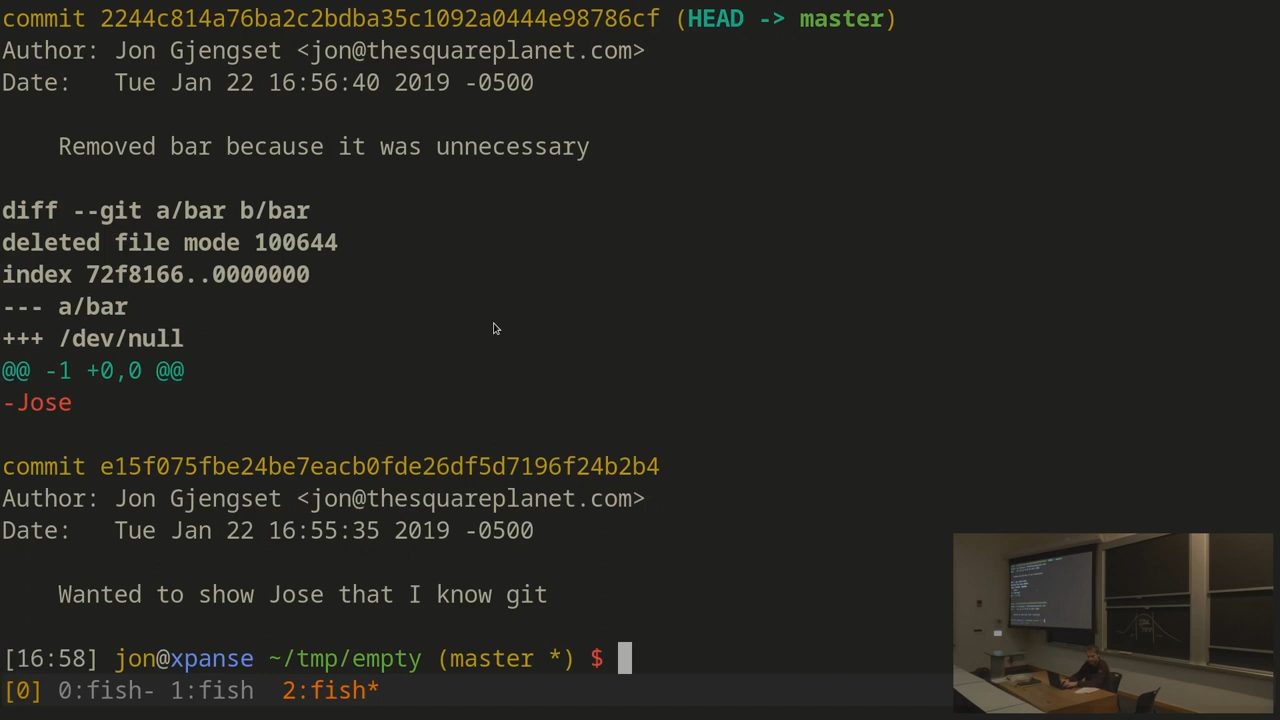 commit 2244c814a76ba2c2bdba35c1092a0444e98786cf (HEAD -> master)
Author: Jon Gjengset <jon@thesquareplanet.com>
Date:   Tue Jan 22 16:56:40 2019 -0500
    Removed bar because it was unnecessary
diff --git a/bar b/bar
deleted file mode 100644
index 72f8166..0000000
--- a/bar
+++ /dev/null
@@ -1 +0,0 @@
-Jose
commit e15f075fbe24be7eacb0fde26df5d7196f24b2b4
Author: Jon Gjengset <jon@thesquareplanet.com>
Date:   Tue Jan 22 16:55:35 2019 -0500
    Wanted to show Jose that I know git
[16:58] jon@xpanse ~/tmp/empty (master *) $
[0] 0:fish- 1:fish  2:fish*